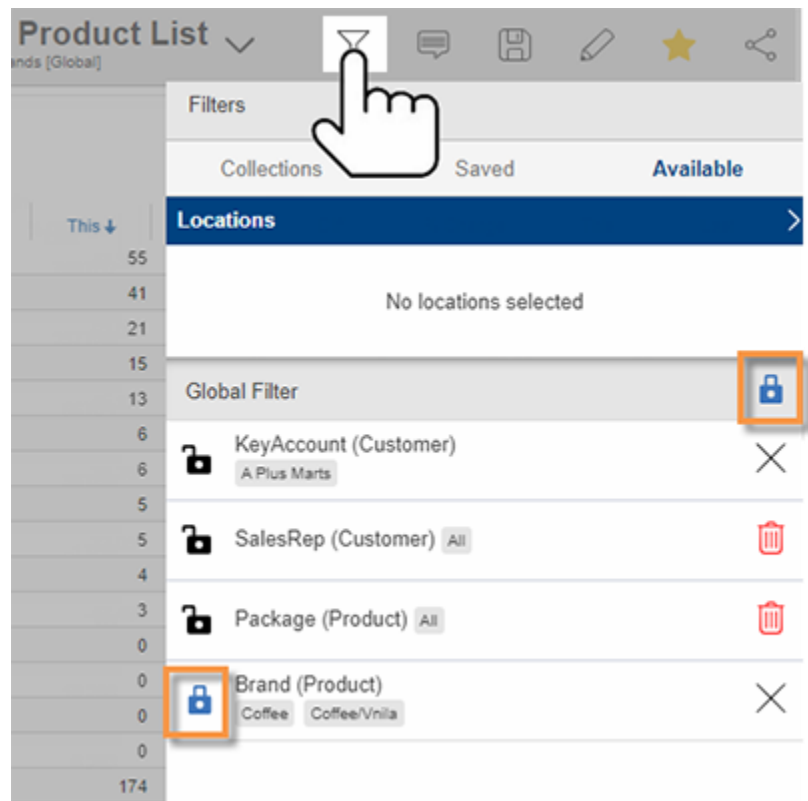 Product List
ands [Global]
Filters
Collections Saved Available
This
Locations
55
41
No locations selected
21
15
Global Filter
13
6
KeyAccount (Customer)
A Plus Marts
6
5
SalesRep (Customer) All
5
4
Package (Product) All
3
0
0
Brand (Product)
Coffee Coffee/Vnila
0
0
174